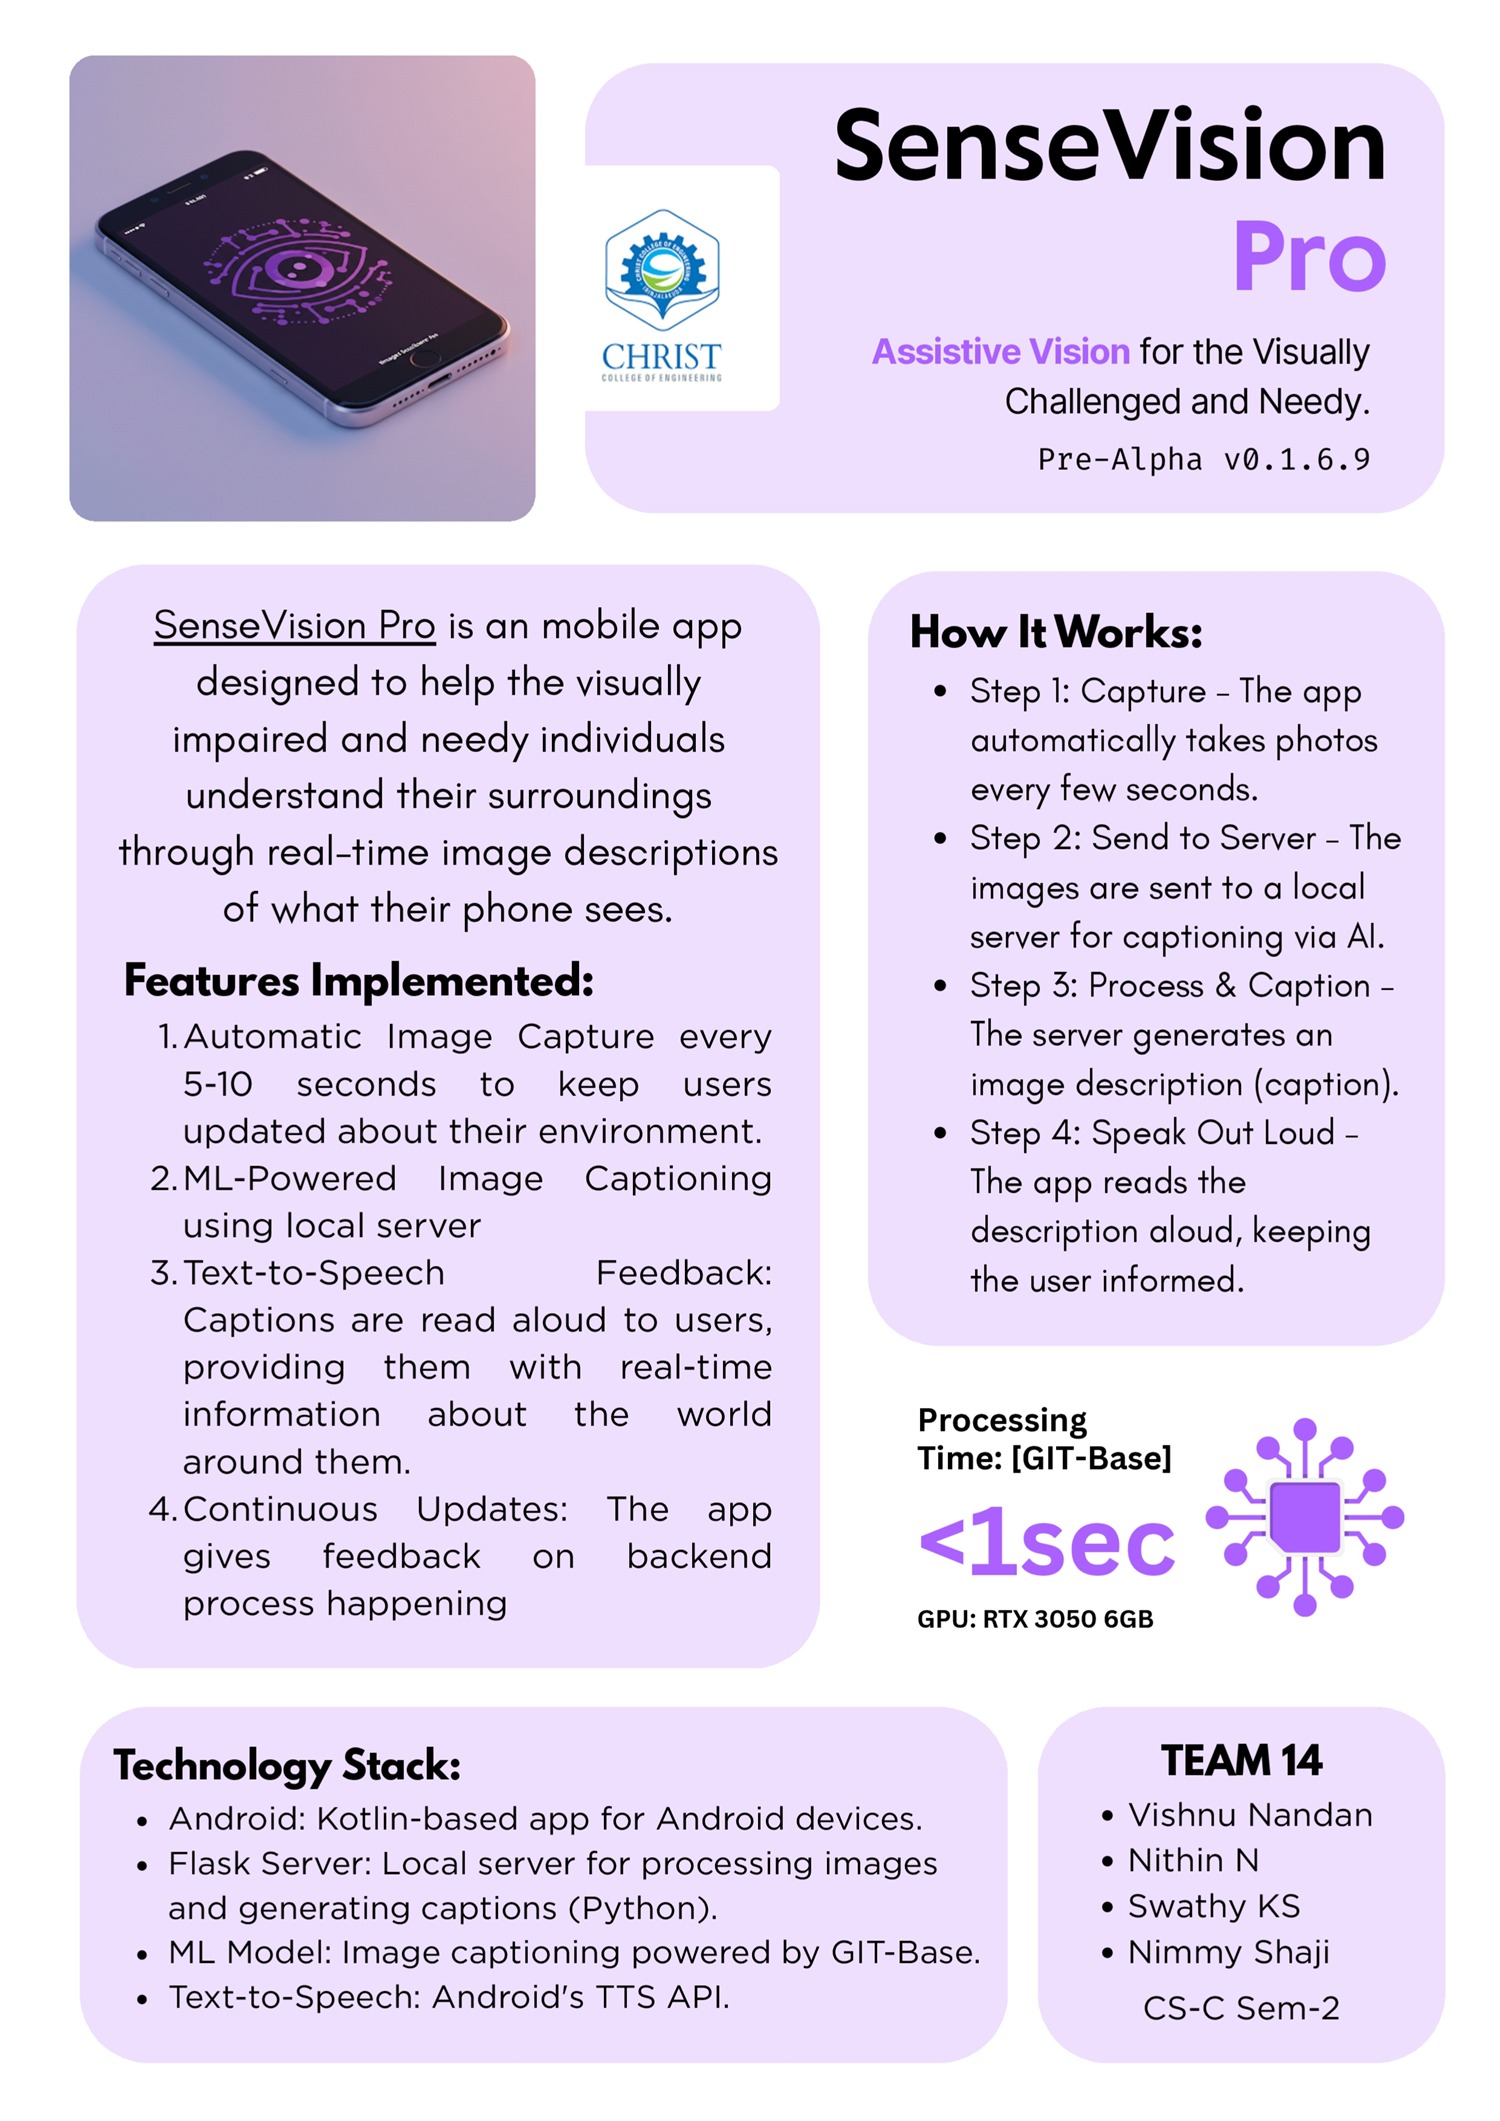 SenseVision
Pro
CHRIST COLLEGE OF ENGINEERING
IRINJALAKUDA
CHRIST
COLLEGE OF ENGINEERING
Assistive Vision for the Visually
Challenged and Needy.
Pre-Alpha v0.1.6.9
SenseVision Pro is an mobile app
designed to help the visually
impaired and needy individuals
understand their surroundings
through real-time image descriptions
of what their phone sees.
Features Implemented:
1. Automatic Image Capture every
5-10 seconds to keep users
updated about their environment.
2. ML-Powered Image Captioning
using local server
3. Text-to-Speech Feedback:
Captions are read aloud to users,
providing them with real-time
information about the world
around them.
4. Continuous Updates: The app
gives feedback on backend
process happening
How It Works:
• Step 1: Capture – The app
automatically takes photos
every few seconds.
• Step 2: Send to Server – The
images are sent to a local
server for captioning via AI.
• Step 3: Process & Caption –
The server generates an
image description (caption).
• Step 4: Speak Out Loud –
The app reads the
description aloud, keeping
the user informed.
Processing
Time: [GIT-Base]
<1sec
GPU: RTX 3050 6GB
Technology Stack:
• Android: Kotlin-based app for Android devices.
• Flask Server: Local server for processing images
and generating captions (Python).
• ML Model: Image captioning powered by GIT-Base.
• Text-to-Speech: Android's TTS API.
TEAM 14
• Vishnu Nandan
• Nithin N
• Swathy KS
• Nimmy Shaji
CS-C Sem-2